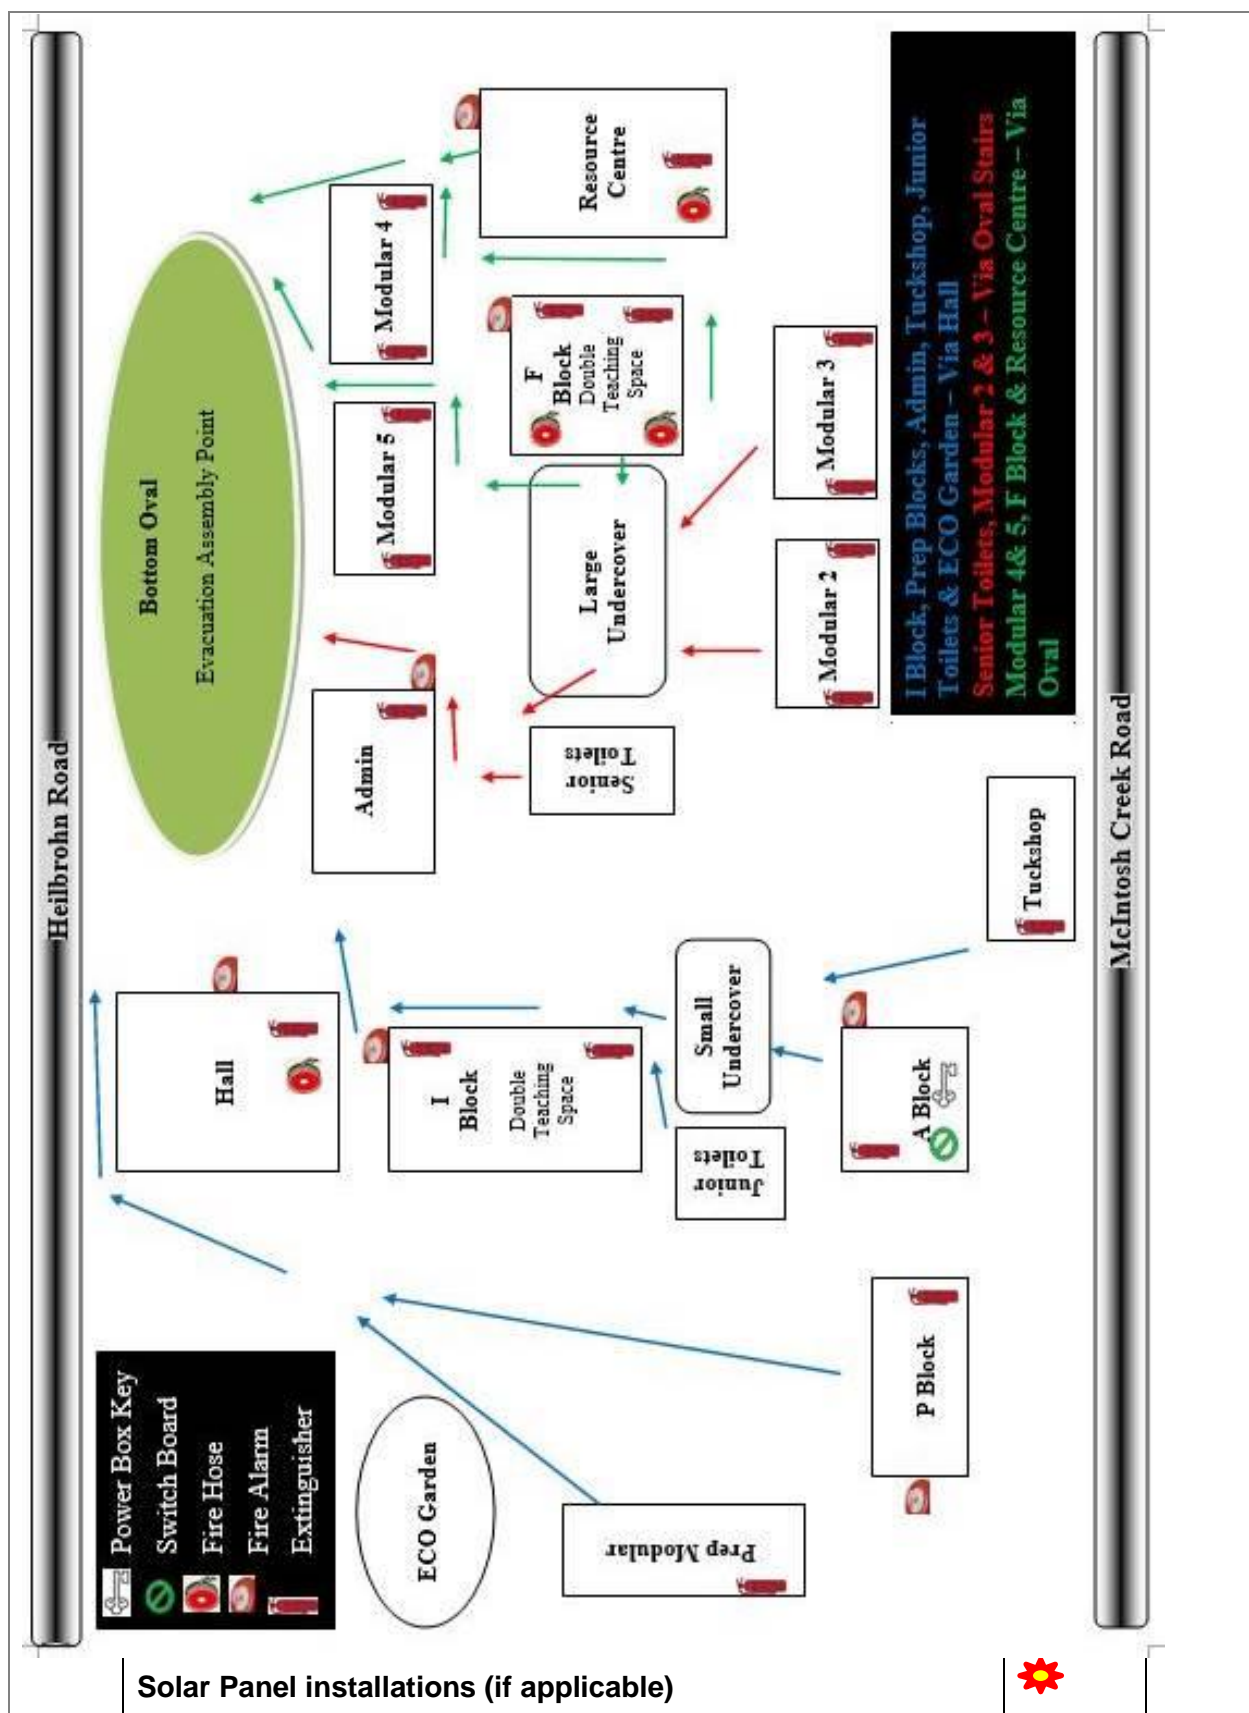 Heilbrohn Road
Bottom Oval
Evacuation Assembly Point
Power Box Key
Switch Board
Fire Hose
Fire Alarm
Extinguisher
Hall
Admin
Modular 5
Modular 4
ECO Garden
I
Block
Double
Teaching
Space
Senior
Toilets
Large
Undercover
F
Block
Double
Teaching
Space
Resource
Centre
Prep Modular
Junior
Toilets
Small
Undercover
Modular 2
Modular 3
P Block
A Block
Tuckshop
I Block, Prep Blocks, Admin, Tuckshop, Junior
Toilets & ECO Garden – Via Hall
Senior Toilets, Modular 2 & 3 – Via Oval Stairs
Modular 4& 5, F Block & Resource Centre – Via
Oval
McIntosh Creek Road
Solar Panel installations (if applicable)